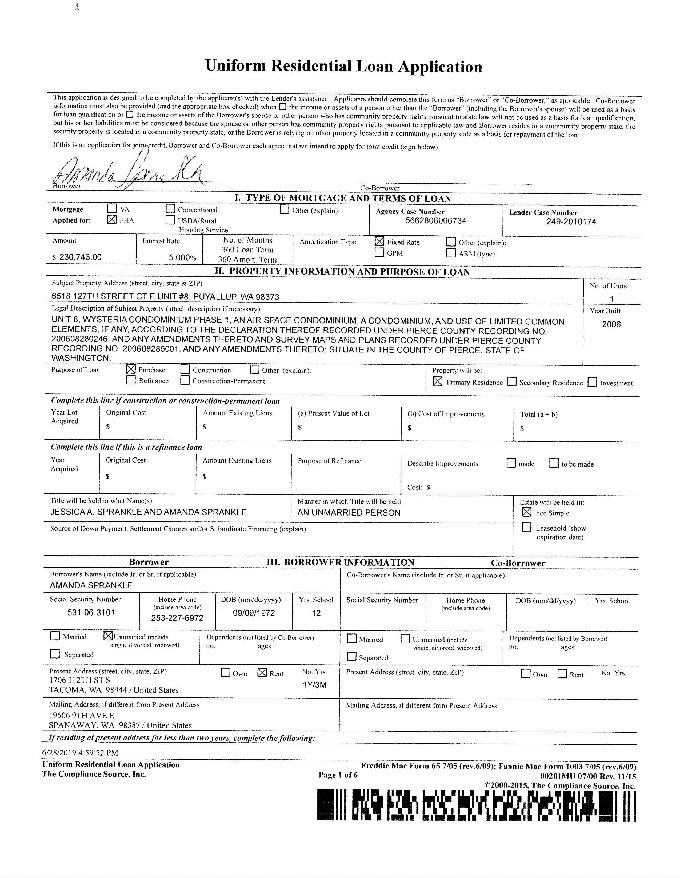 Uniform Residential Loan Application
This application is designed to be completed by the applicant(s) with the Lender's assistance. Applicants should complete this form as "Borrower" or "Co-Borrower," as applicable. Co-Borrower
information must also be provided (and the appropriate box checked) when ☐ the income or assets of a person other than the "Borrower" (including the Borrower's spouse) will be used as a basis
for loan qualification or ☐ the income or assets of the Borrower's spouse or other person who has community property rights pursuant to state law will not be used as a basis for loan qualification,
but his or her liabilities must be considered because the spouse or other person has community property rights pursuant to applicable law and Borrower resides in a community property state, the
security property is located in a community property state, or the Borrower is relying on other property located in a community property state as a basis for repayment of the loan.
If this is an application for joint credit, Borrower and Co-Borrower each agree that we intend to apply for joint credit (sign below)
Borrower Co-Borrower
I. TYPE OF MORTGAGE AND TERMS OF LOAN
Mortgage ☐ VA ☐ Conventional ☐ Other (explain): Agency Case Number Lender Case Number
Applied for: ☒ FHA ☐ USDA/Rural Housing Service 5662806066734 249-2010174
Amount Interest Rate No. of Months Amortization Type ☒ Fixed Rate ☐ Other (explain):
$ 230,743.00 5.000% 360 Loan Term ☐ GPM ☐ ARM (type):
360 Amort. Term
II. PROPERTY INFORMATION AND PURPOSE OF LOAN
Subject Property Address (street, city, state & ZIP) No. of Units
6518 127TH STREET CT E UNIT #8, PUYALLUP, WA 98373 1
Legal Description of Subject Property (attach description if necessary) Year Built
UNIT 8, WYSTERIA CONDOMINIUM PHASE 1, AN AIR SPACE CONDOMINIUM, A CONDOMINIUM, AND USE OF LIMITED COMMON 2006
ELEMENTS, IF ANY, ACCORDING TO THE DECLARATION THEREOF RECORDED UNDER PIERCE COUNTY RECORDING NO.
200608280246, AND ANY AMENDMENTS THERETO AND SURVEY MAPS AND PLANS RECORDED UNDER PIERCE COUNTY
RECORDING NO. 200608285001, AND ANY AMENDMENTS THERETO; SITUATE IN THE COUNTY OF PIERCE, STATE OF
WASHINGTON.
Purpose of Loan ☒ Purchase ☐ Construction ☐ Other (explain): Property will be:
☐ Refinance ☐ Construction-Permanent ☒ Primary Residence ☐ Secondary Residence ☐ Investment
Complete this line if construction or construction-permanent loan
Year Lot Acquired Original Cost Amount Existing Liens (a) Present Value of Lot (b) Cost of Improvements Total (a + b)
$ $ $ $ $
Complete this line if this is a refinance loan
Year Acquired Original Cost Amount Existing Liens Purpose of Refinance Describe Improvements ☐ made ☐ to be made
$ $ Cost: $
Title will be held in what Name(s) Manner in which Title will be held Estate will be held in:
JESSICA A. SPRANKLE AND AMANDA SPRANKLE AN UNMARRIED PERSON ☒ Fee Simple
Source of Down Payment, Settlement Charges and/or Subordinate Financing (explain) ☐ Leasehold (show
expiration date)
Borrower III. BORROWER INFORMATION Co-Borrower
Borrower's Name (include Jr. or Sr. if applicable) Co-Borrower's Name (include Jr. or Sr. if applicable)
AMANDA SPRANKLE
Social Security Number Home Phone (include area code) DOB (mm/dd/yyyy) Yrs. School Social Security Number Home Phone (include area code) DOB (mm/dd/yyyy) Yrs. School
531-06-3101 253-227-6972 09/09/1972 12
☐ Married ☒ Unmarried (include single, divorced, widowed) Dependents (not listed by Co-Borrower) ☐ Married ☐ Unmarried (include single, divorced, widowed) Dependents (not listed by Borrower)
☐ Separated no. ages ☐ Separated no. ages
Present Address (street, city, state, ZIP) ☐ Own ☒ Rent No. Yrs. Present Address (street, city, state, ZIP) ☐ Own ☐ Rent No. Yrs.
1706 112TH ST S 1Y/3M
TACOMA, WA 98444 / United States
Mailing Address, if different from Present Address Mailing Address, if different from Present Address
19606 9TH AVE E
SPANAWAY, WA 98387 / United States
If residing at present address for less than two years, complete the following:
6/28/2019 4:59:52 PM
Uniform Residential Loan Application Freddie Mac Form 65 7/05 (rev.6/09); Fannie Mae Form 1003 7/05 (rev.6/09)
The Compliance Source, Inc. Page 1 of 6 00201MU 07/00 Rev. 11/15
©2000-2015, The Compliance Source, Inc.